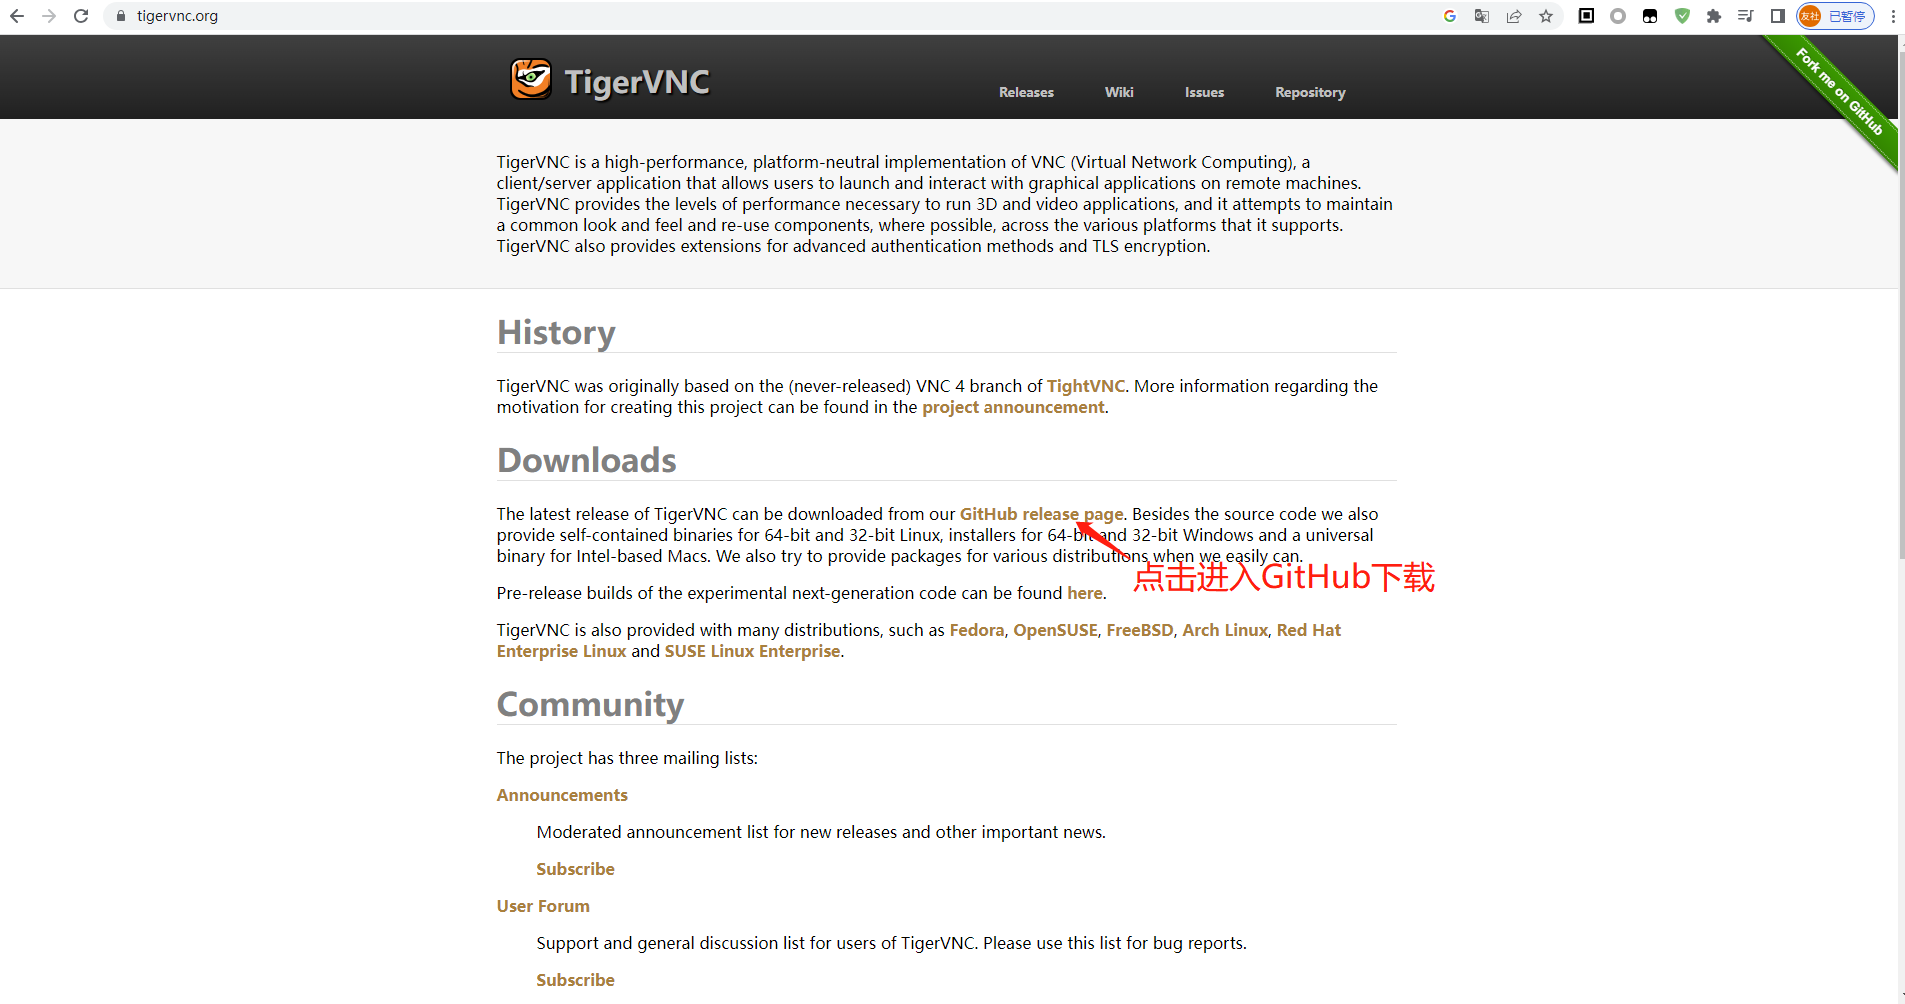 tigervnc.org
友社 已暂停
TigerVNC
Releases Wiki Issues Repository
Fork me on GitHub
TigerVNC is a high-performance, platform-neutral implementation of VNC (Virtual Network Computing), a
client/server application that allows users to launch and interact with graphical applications on remote machines.
TigerVNC provides the levels of performance necessary to run 3D and video applications, and it attempts to maintain
a common look and feel and re-use components, where possible, across the various platforms that it supports.
TigerVNC also provides extensions for advanced authentication methods and TLS encryption.
History
TigerVNC was originally based on the (never-released) VNC 4 branch of TightVNC. More information regarding the
motivation for creating this project can be found in the project announcement.
Downloads
The latest release of TigerVNC can be downloaded from our GitHub release page. Besides the source code we also
provide self-contained binaries for 64-bit and 32-bit Linux, installers for 64-bit and 32-bit Windows and a universal
binary for Intel-based Macs. We also try to provide packages for various distributions when we easily can.
点击进入GitHub下载
Pre-release builds of the experimental next-generation code can be found here.
TigerVNC is also provided with many distributions, such as Fedora, OpenSUSE, FreeBSD, Arch Linux, Red Hat
Enterprise Linux and SUSE Linux Enterprise.
Community
The project has three mailing lists:
Announcements
Moderated announcement list for new releases and other important news.
Subscribe
User Forum
Support and general discussion list for users of TigerVNC. Please use this list for bug reports.
Subscribe